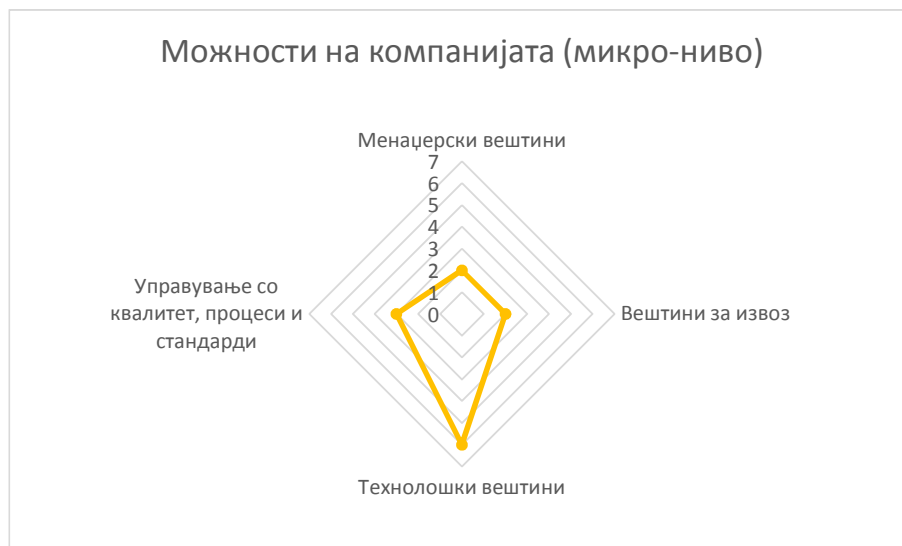 Можности на компанијата (микро-ниво)
Менаџерски вештини
7
6
5
4
3
2
1
0
Управување со
квалитет, процеси и
стандарди
Вештини за извоз
Технолошки вештини